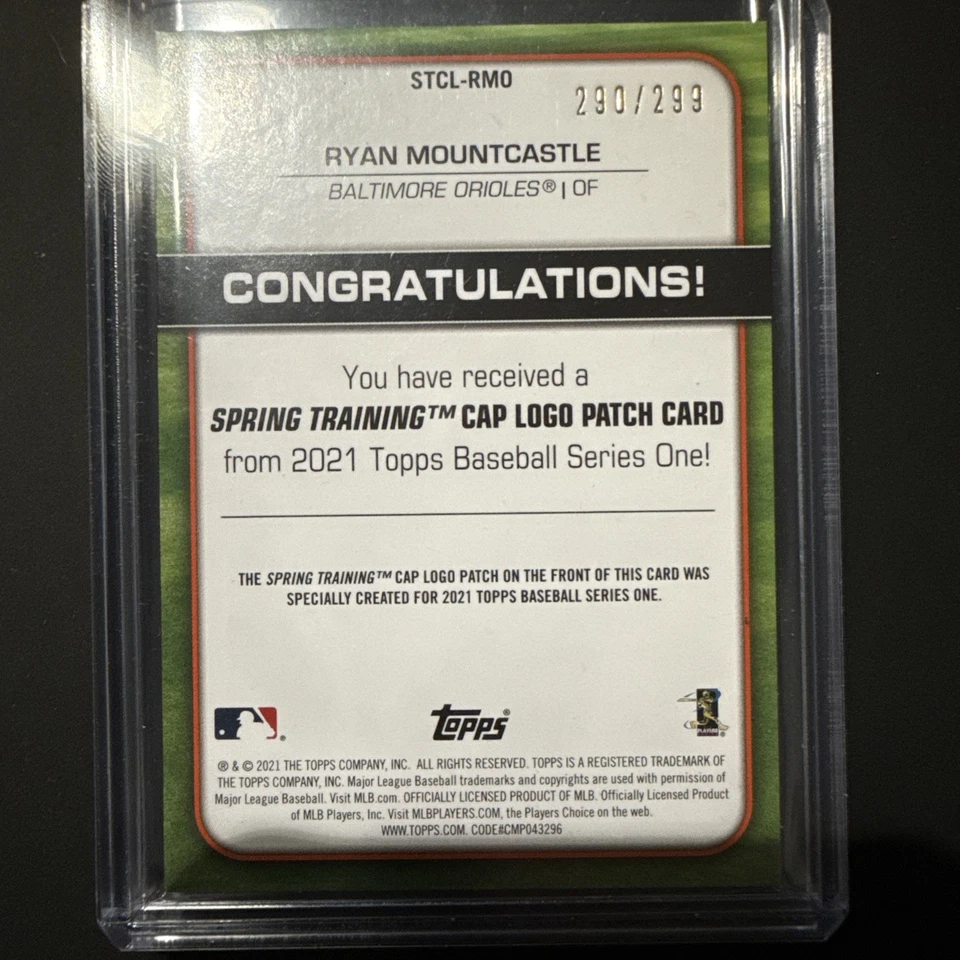 STCL-RMO
290/299
RYAN MOUNTCASTLE
BALTIMORE ORIOLES® | OF
CONGRATULATIONS!
You have received a
SPRING TRAINING™ CAP LOGO PATCH CARD
from 2021 Topps Baseball Series One!
THE SPRING TRAINING™ CAP LOGO PATCH ON THE FRONT OF THIS CARD WAS
SPECIALLY CREATED FOR 2021 TOPPS BASEBALL SERIES ONE.
®
topps®
®
® & © 2021 THE TOPPS COMPANY, INC. ALL RIGHTS RESERVED. TOPPS IS A REGISTERED TRADEMARK OF
THE TOPPS COMPANY, INC. Major League Baseball trademarks and copyrights are used with permission of
Major League Baseball. Visit MLB.com. OFFICIALLY LICENSED PRODUCT OF MLB. Officially Licensed Product
of MLB Players, Inc. Visit MLBPLAYERS.COM, the Players Choice on the web.
WWW.TOPPS.COM. CODE#CMP043296